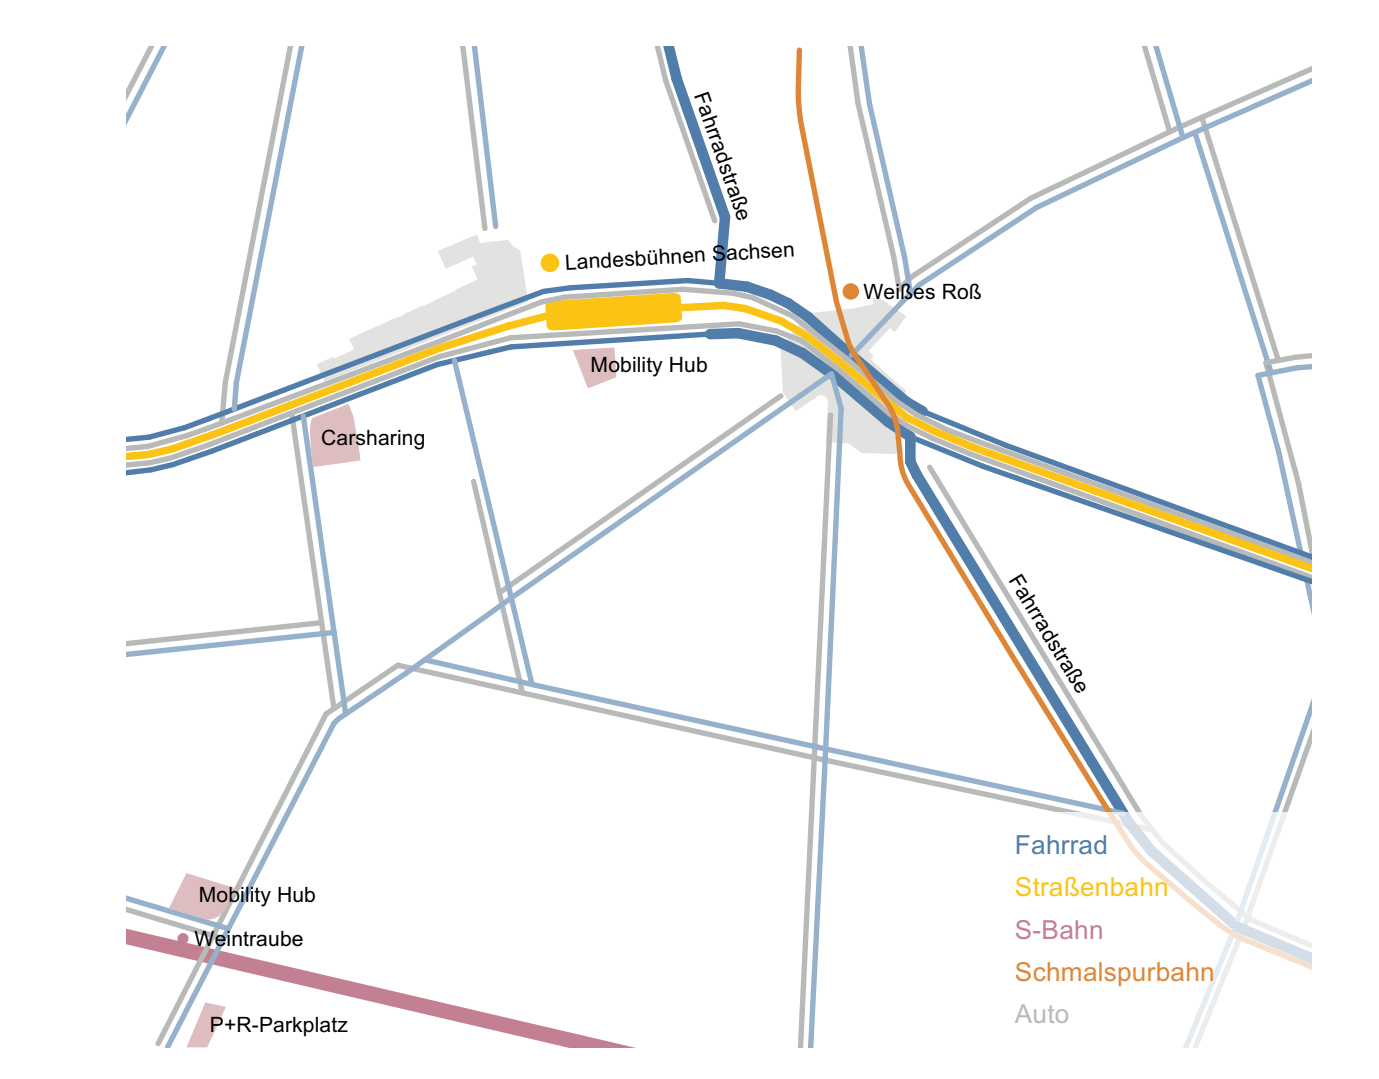 Fahrradstraße
Landesbühnen Sachsen
Weißes Roß
Mobility Hub
Carsharing
Fahrradstraße
Fahrrad
Straßenbahn
S-Bahn
Schmalspurbahn
Auto
Mobility Hub
Weintraube
P+R-Parkplatz